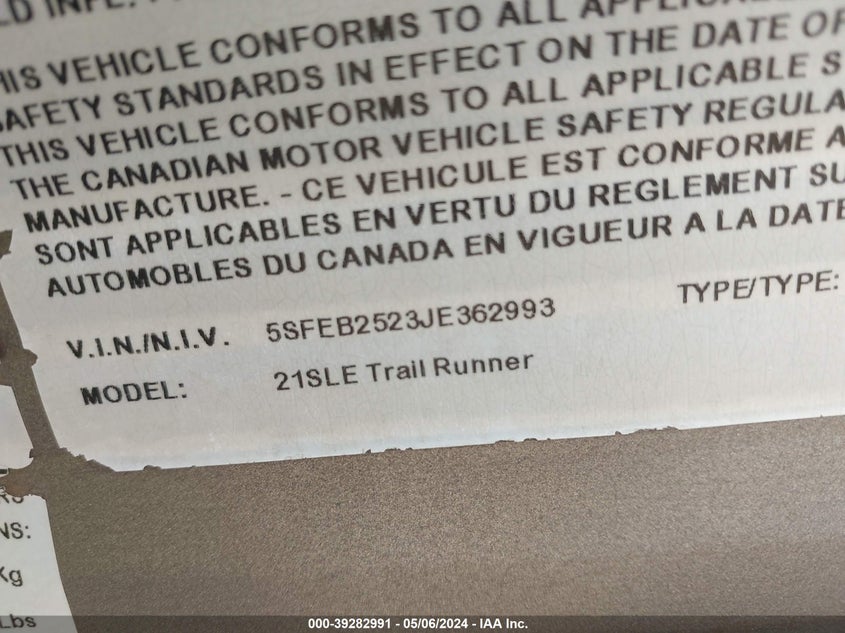 THIS VEHICLE CONFORMS TO ALL
SAFETY STANDARDS IN EFFECT ON THE DATE OF
THIS VEHICLE CONFORMS TO ALL APPLICABLE S
THE CANADIAN MOTOR VEHICLE SAFETY REGULA
MANUFACTURE. - CE VEHICULE EST CONFORME A
SONT APPLICABLES EN VERTU DU REGLEMENT SU
AUTOMOBLES DU CANADA EN VIGUEUR A LA DATE
V.I.N./N.I.V. 5SFEB2523JE362993 TYPE/TYPE:
MODEL: 21SLE Trail Runner
NS:
Kg
Lbs
000-39282991 - 05/06/2024 - IAA Inc.